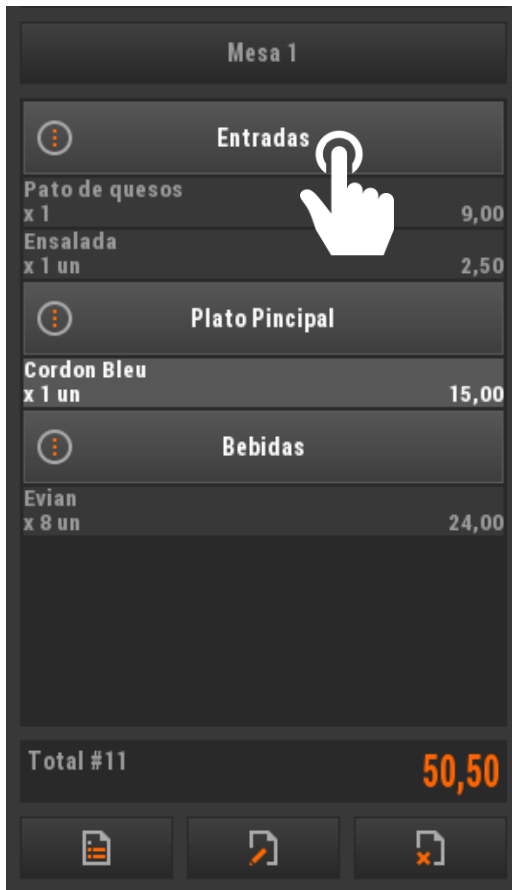 Mesa 1
Entradas
Pato de quesos
x 1 9,00
Ensalada
x 1 un 2,50
Plato Pincipal
Cordon Bleu
x 1 un 15,00
Bebidas
Evian
x 8 un 24,00
Total #11 50,50